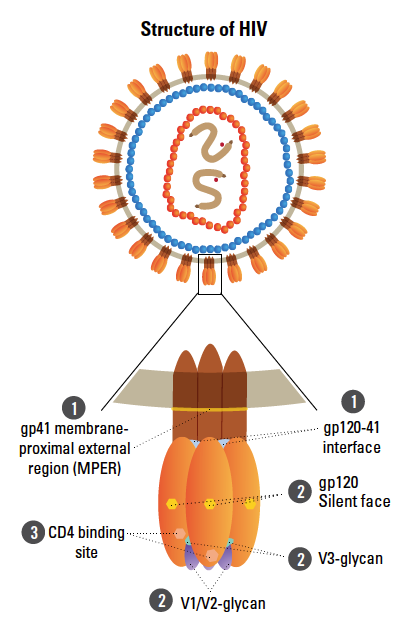 Structure of HIV
1
gp41 membrane-
proximal external
region (MPER)
1
gp120-41
interface
2 gp120
Silent face
3 CD4 binding
site
2 V3-glycan
2 V1/V2-glycan